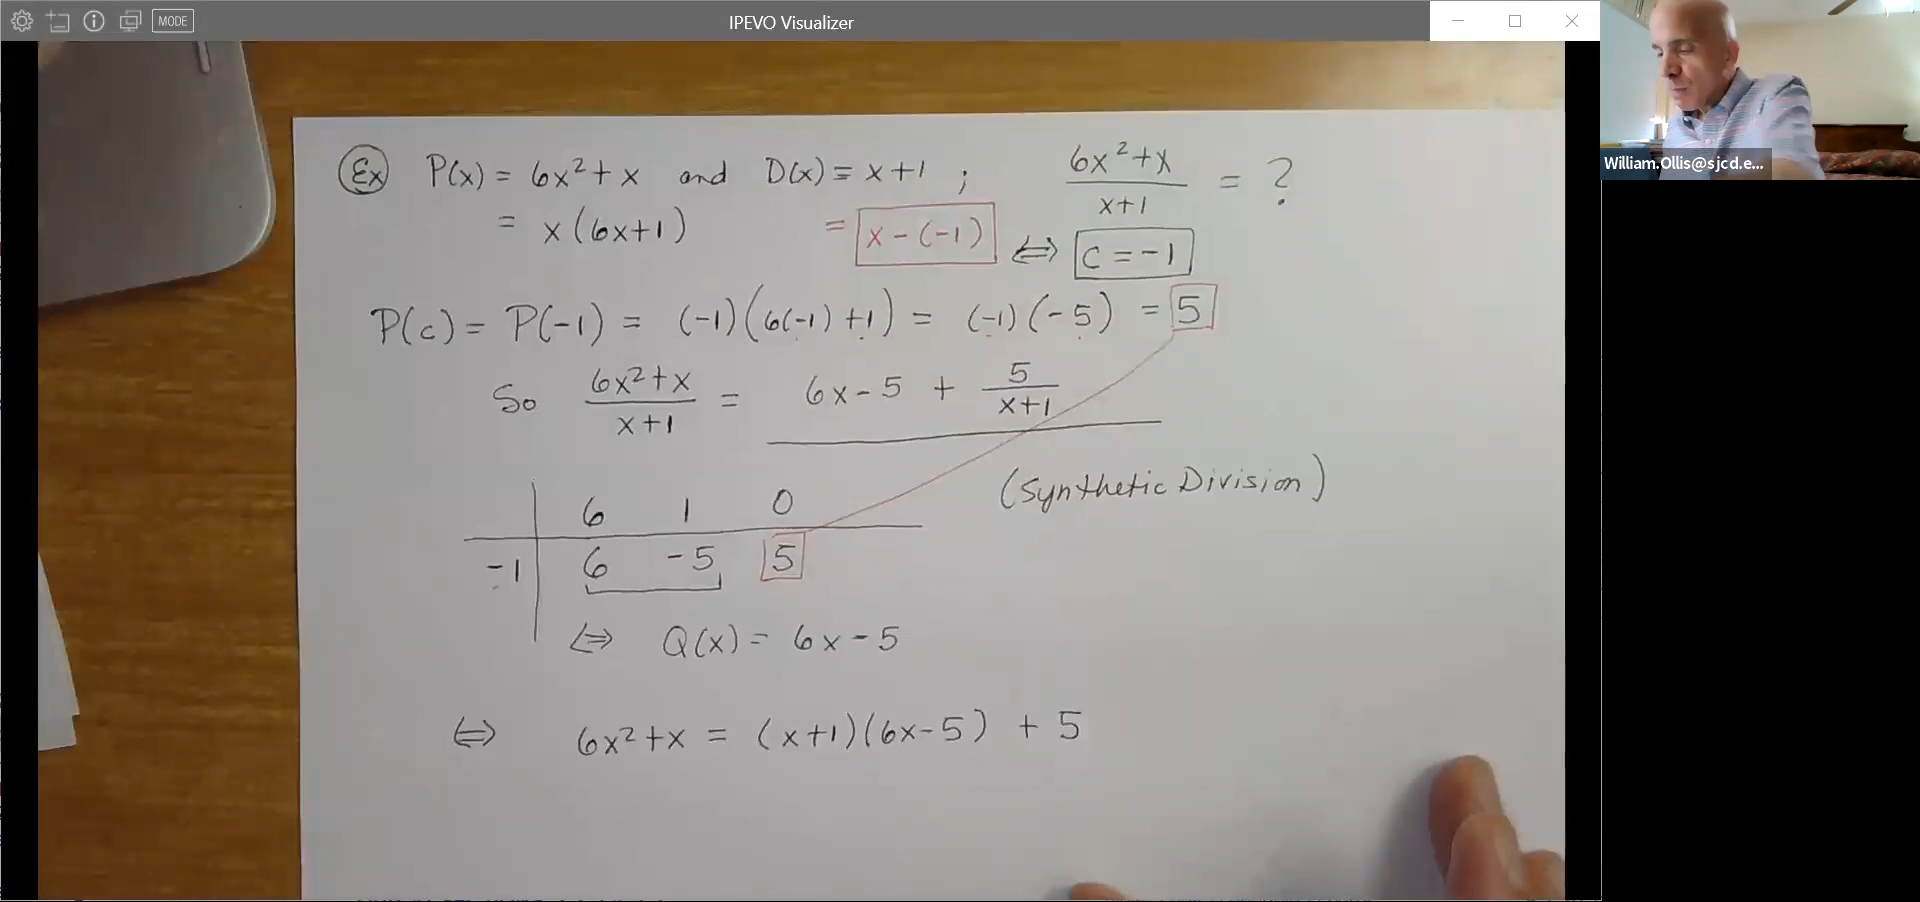 MODE
IPEVO Visualizer
William.Ollis@sjcd.e...
Ex P(x) = 6x² + x and D(x) = x+1 ; (6x²+x)/(x+1) = ?
= x(6x+1) = x-(-1) ⇔ c = -1
P(c) = P(-1) = (-1)(6(-1)+1) = (-1)(-5) = 5
So (6x²+x)/(x+1) = 6x-5 + 5/(x+1)
(Synthetic Division)
6 1 0
-1 6 -5 5
⇔ Q(x) = 6x-5
⇔ 6x²+x = (x+1)(6x-5) + 5